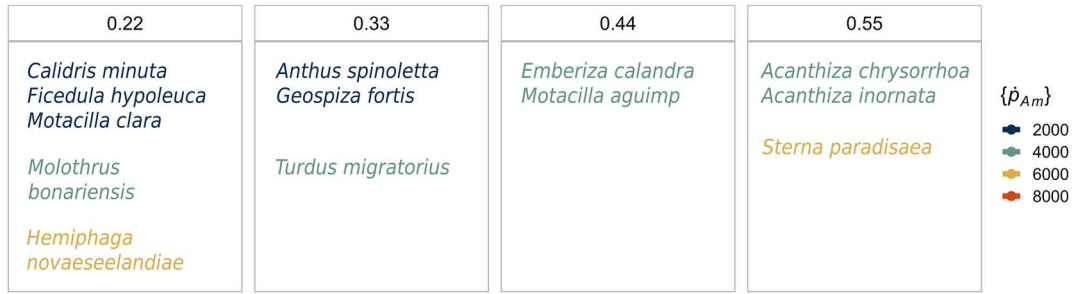 0.22
Calidris minuta
Ficedula hypoleuca
Motacilla clara
Molothrus
bonariensis
Hemiphaga
novaeseelandiae
0.33
Anthus spinoletta
Geospiza fortis
Turdus migratorius
0.44
Emberiza calandra
Motacilla aguimp
0.55
Acanthiza chrysorrhoa
Acanthiza inornata
Sterna paradisaea
{ṗ_Am}
2000
4000
6000
8000